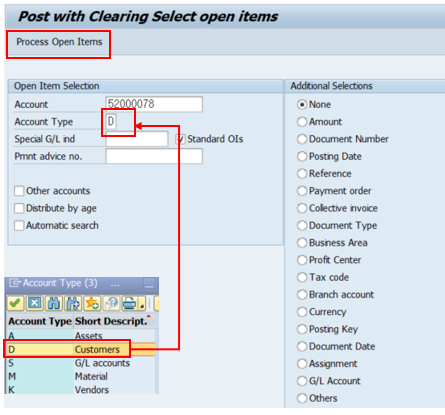 Post with Clearing Select open items
Process Open Items
Open Item Selection
Account 52000078
Account Type D
Special G/L ind Standard OIs
Pmnt advice no.
Other accounts
Distribute by age
Automatic search
Additional Selections
None
Amount
Document Number
Posting Date
Reference
Payment order
Collective invoice
Document Type
Business Area
Profit Center
Tax code
Branch account
Currency
Posting Key
Document Date
Assignment
G/L Account
Others
Account Type (3) ...
Account Type Short Descript.
A Assets
D Customers
S G/L accounts
M Material
K Vendors